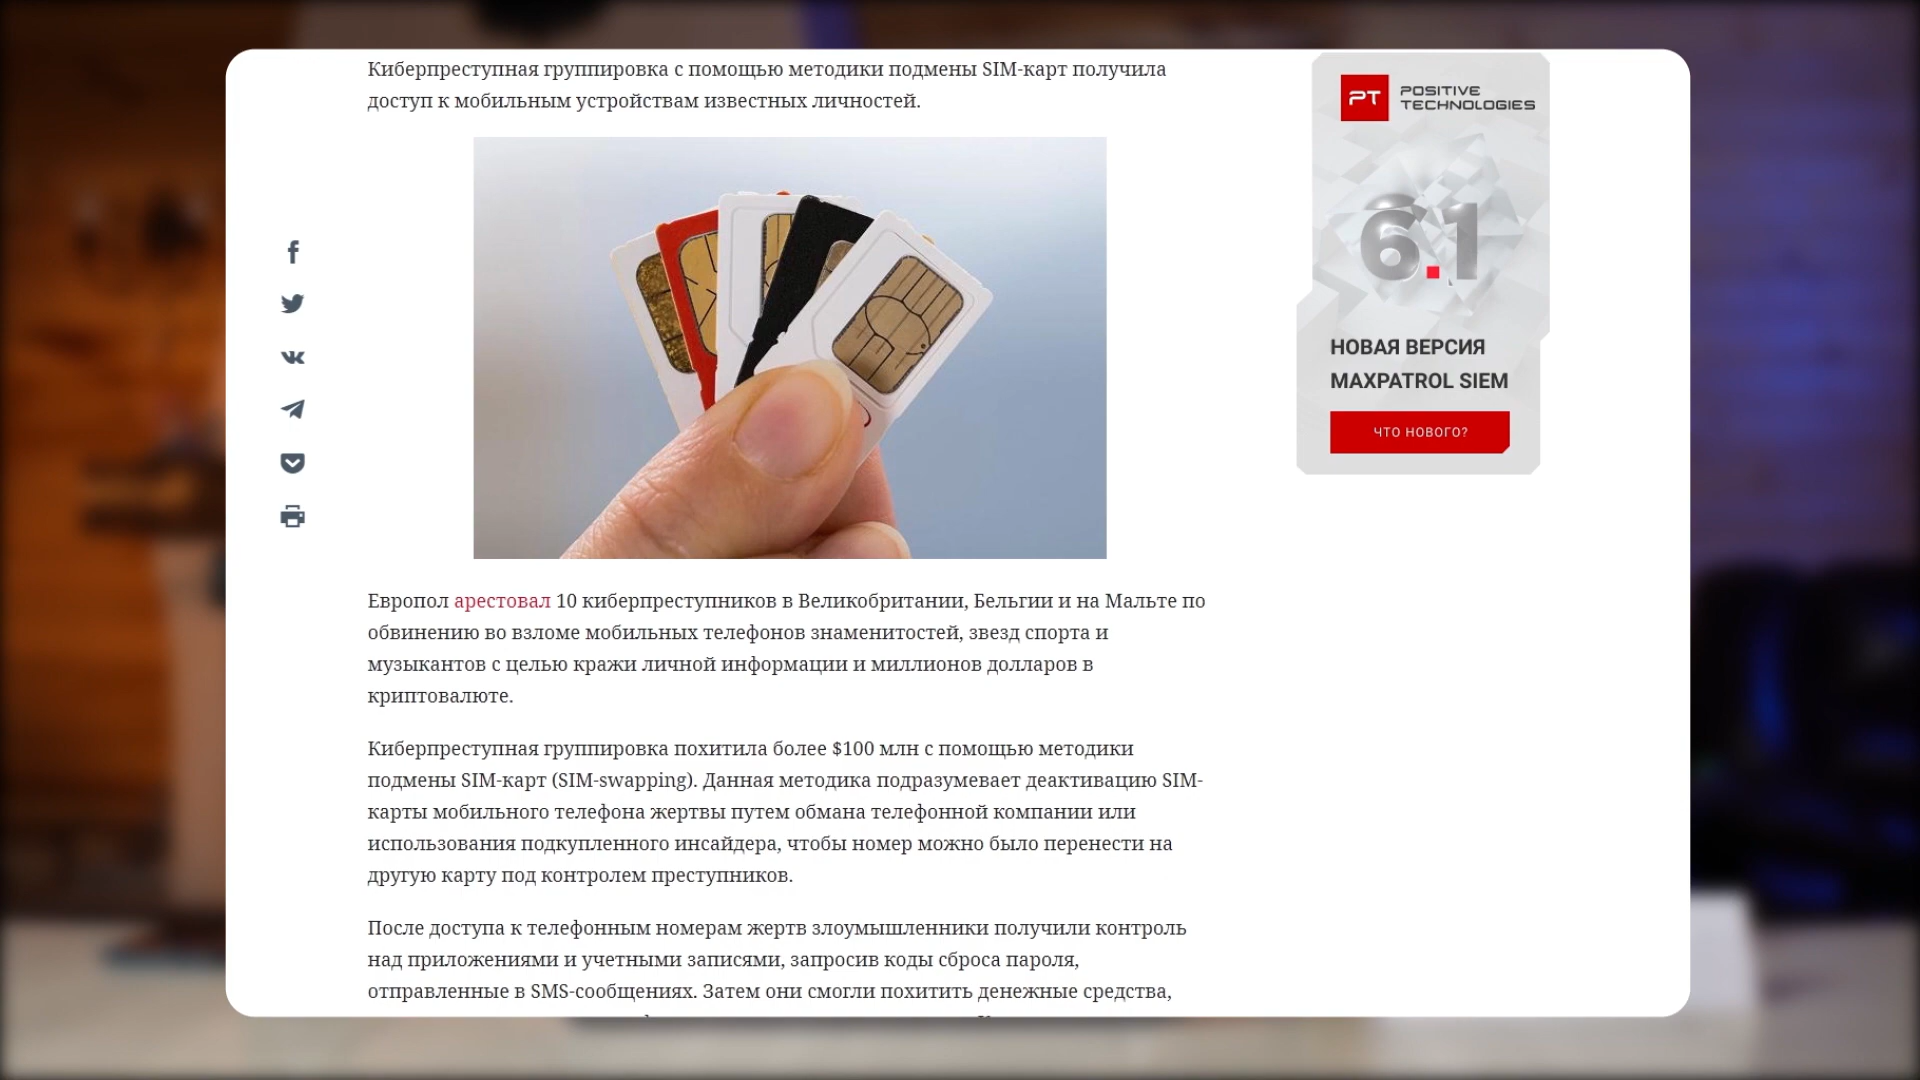 Киберпреступная группировка с помощью методики подмены SIM-карт получила
доступ к мобильным устройствам известных личностей.
PT POSITIVE
TECHNOLOGIES
6.1
НОВАЯ ВЕРСИЯ
MAXPATROL SIEM
ЧТО НОВОГО?
Европол арестовал 10 киберпреступников в Великобритании, Бельгии и на Мальте по
обвинению во взломе мобильных телефонов знаменитостей, звезд спорта и
музыкантов с целью кражи личной информации и миллионов долларов в
криптовалюте.
Киберпреступная группировка похитила более $100 млн с помощью методики
подмены SIM-карт (SIM-swapping). Данная методика подразумевает деактивацию SIM-
карты мобильного телефона жертвы путем обмана телефонной компании или
использования подкупленного инсайдера, чтобы номер можно было перенести на
другую карту под контролем преступников.
После доступа к телефонным номерам жертв злоумышленники получили контроль
над приложениями и учетными записями, запросив коды сброса пароля,
отправленные в SMS-сообщениях. Затем они смогли похитить денежные средства,